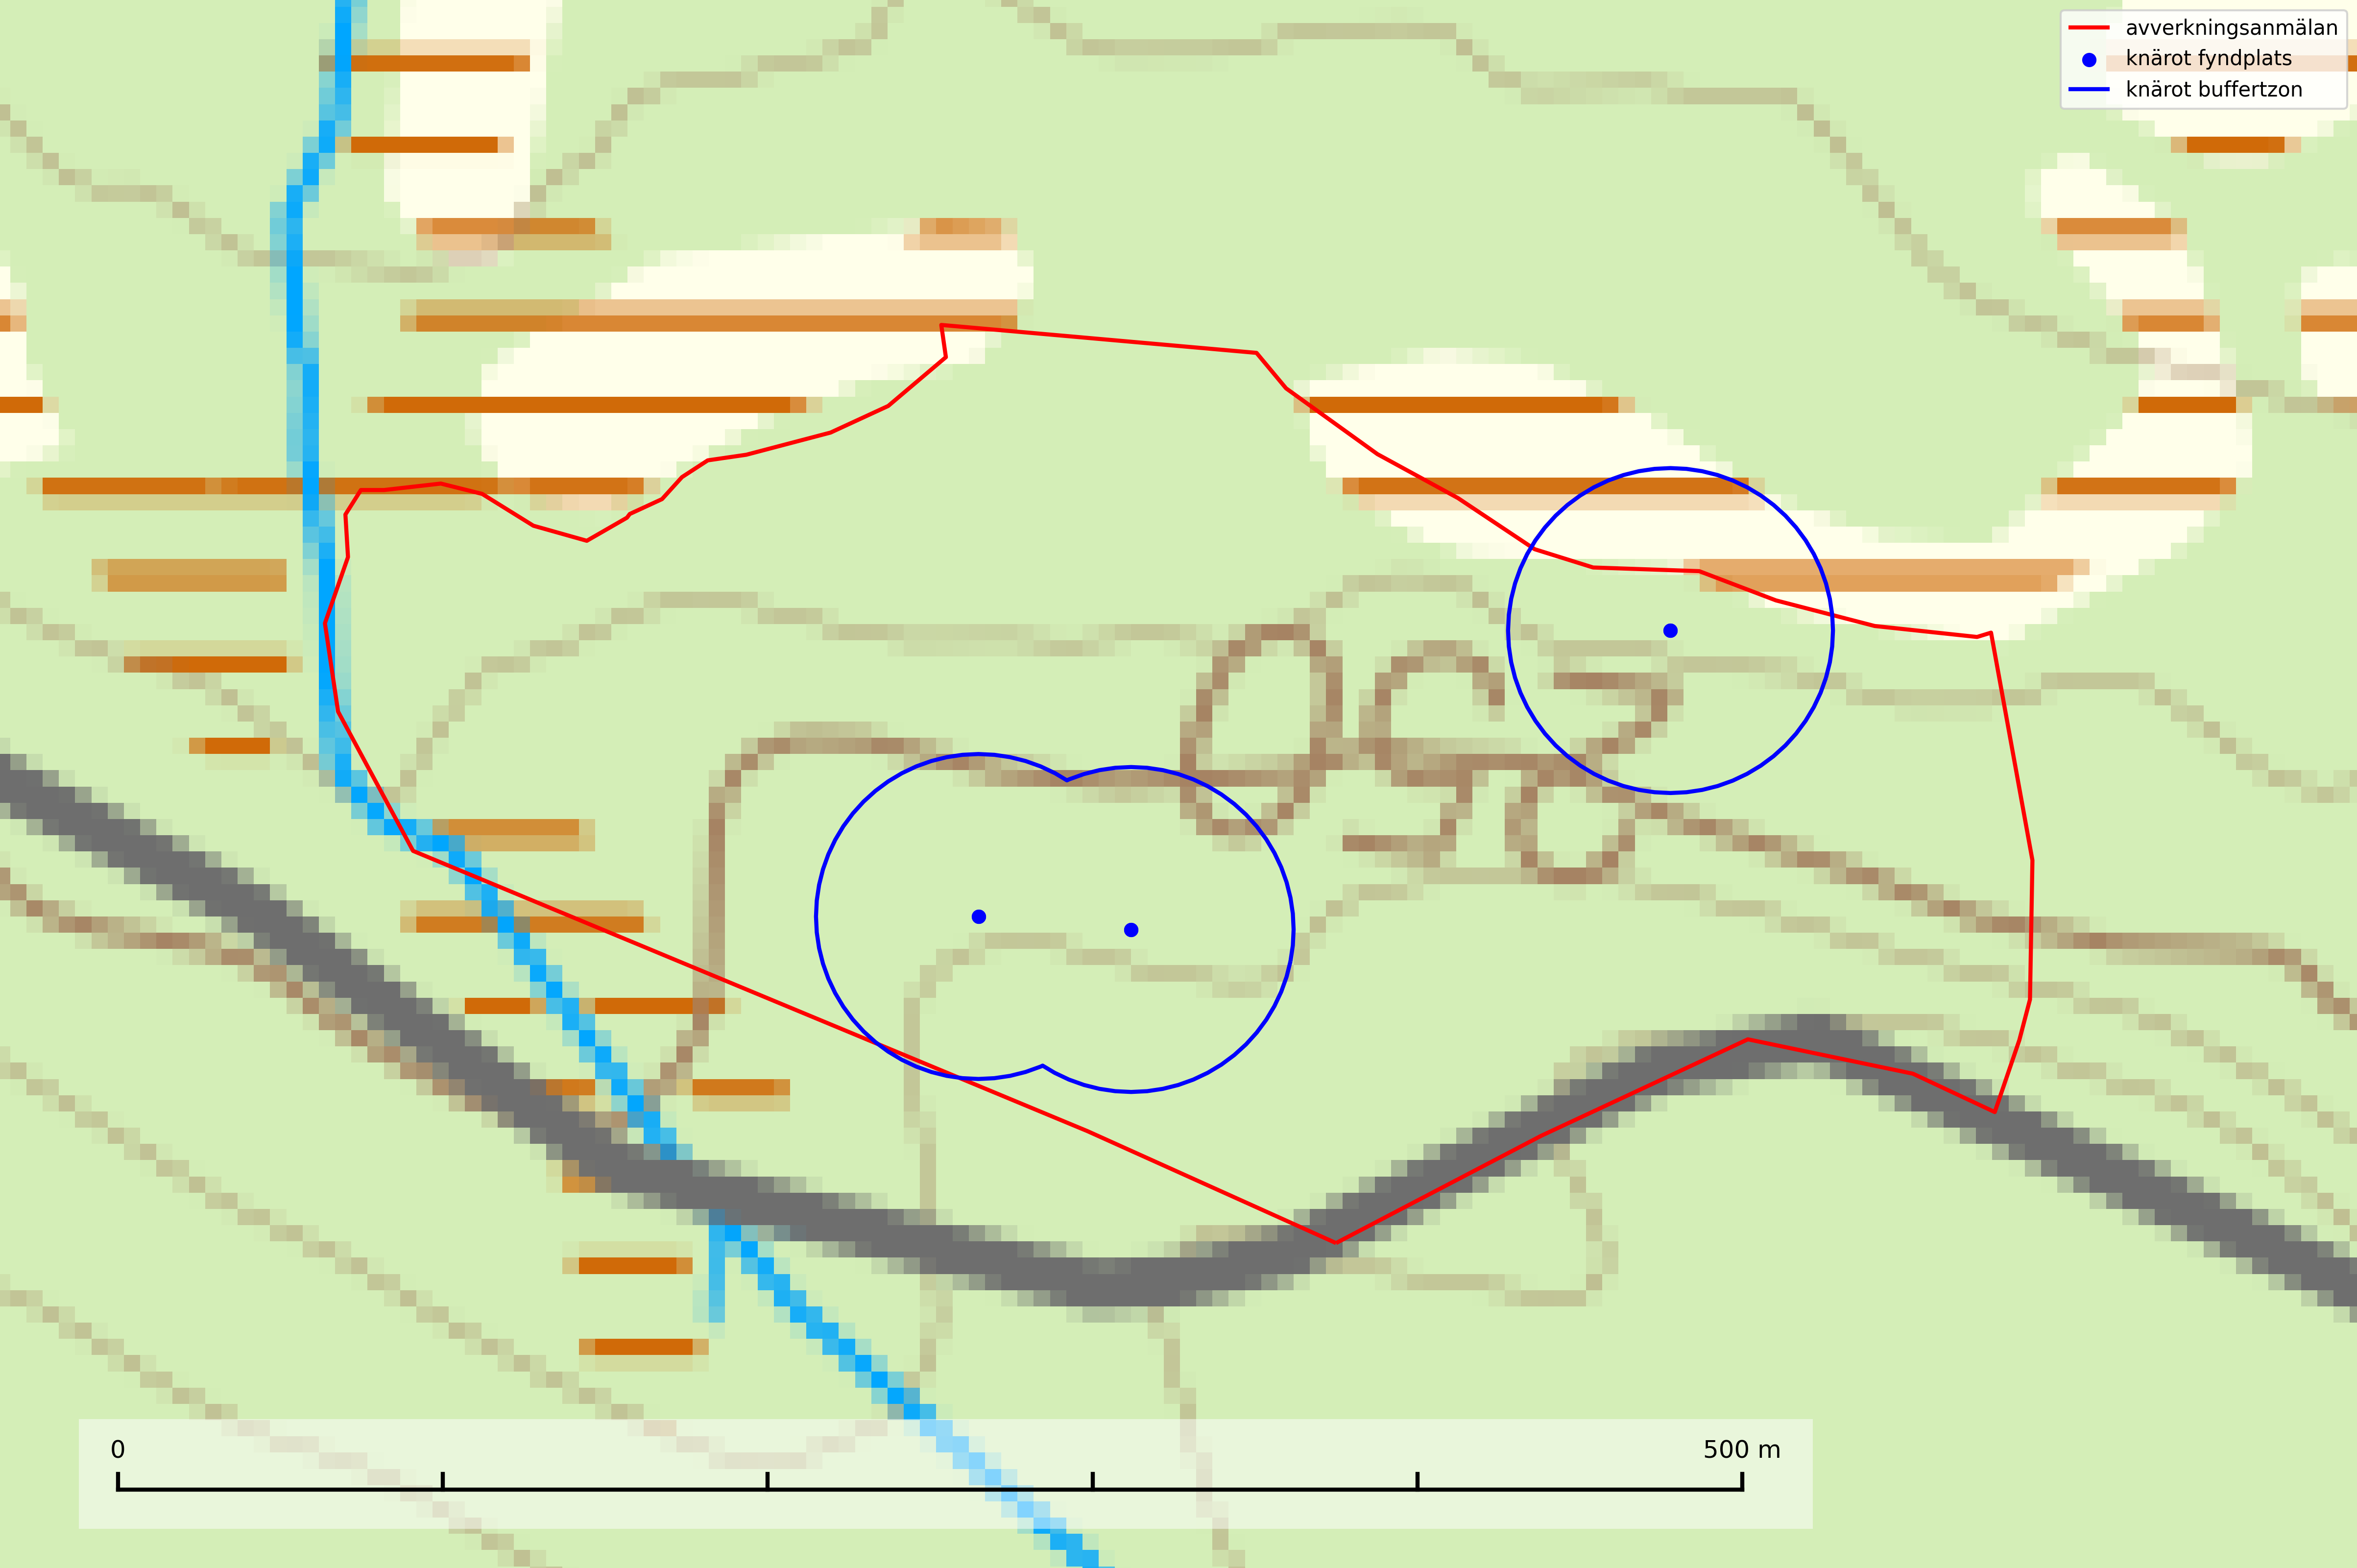 avverkningsanmälan
knärot fyndplats
knärot buffertzon
0 500 m